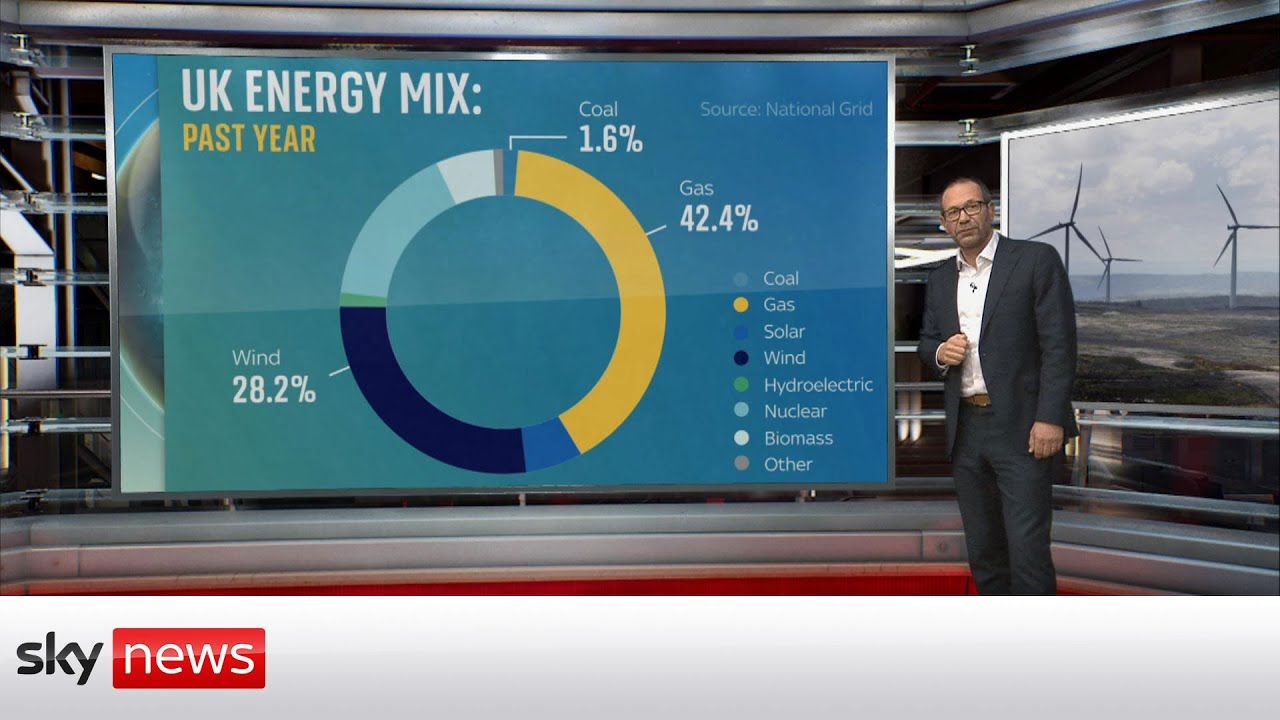 UK ENERGY MIX:
PAST YEAR
Source: National Grid
Coal
1.6%
Gas
42.4%
Wind
28.2%
Coal
Gas
Solar
Wind
Hydroelectric
Nuclear
Biomass
Other
sky news